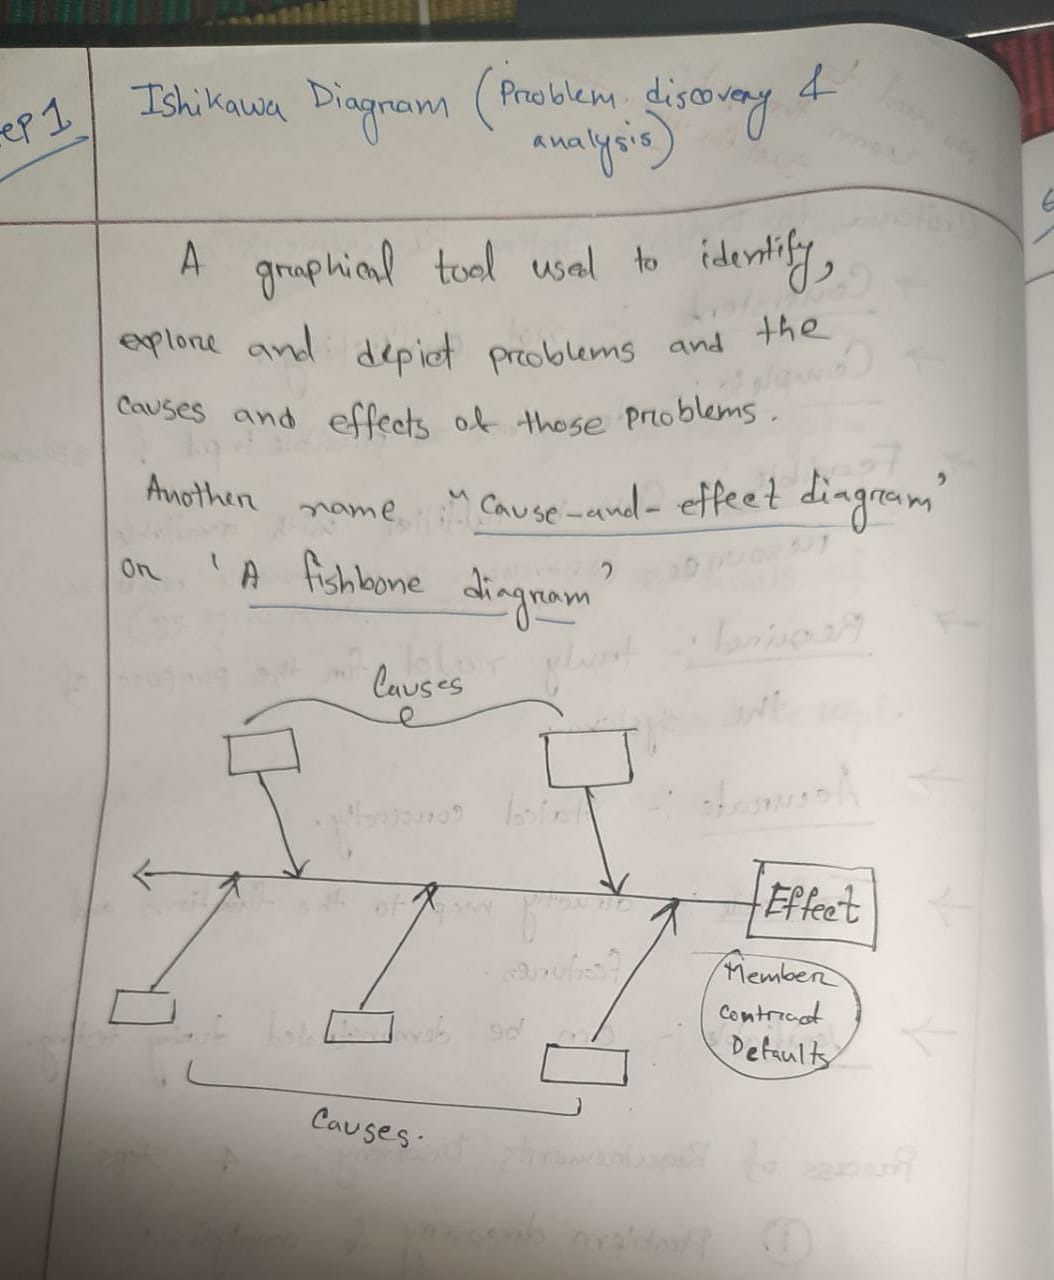 ep 1
Ishikawa Diagram (Problem discovery &
analysis)
A graphical tool used to identify,
explore and depict problems and the
causes and effects of those problems.
Another name "Cause-and-effect diagram'
or 'A fishbone diagram'
Causes
Effect
Member
contract
Defaults
Causes.